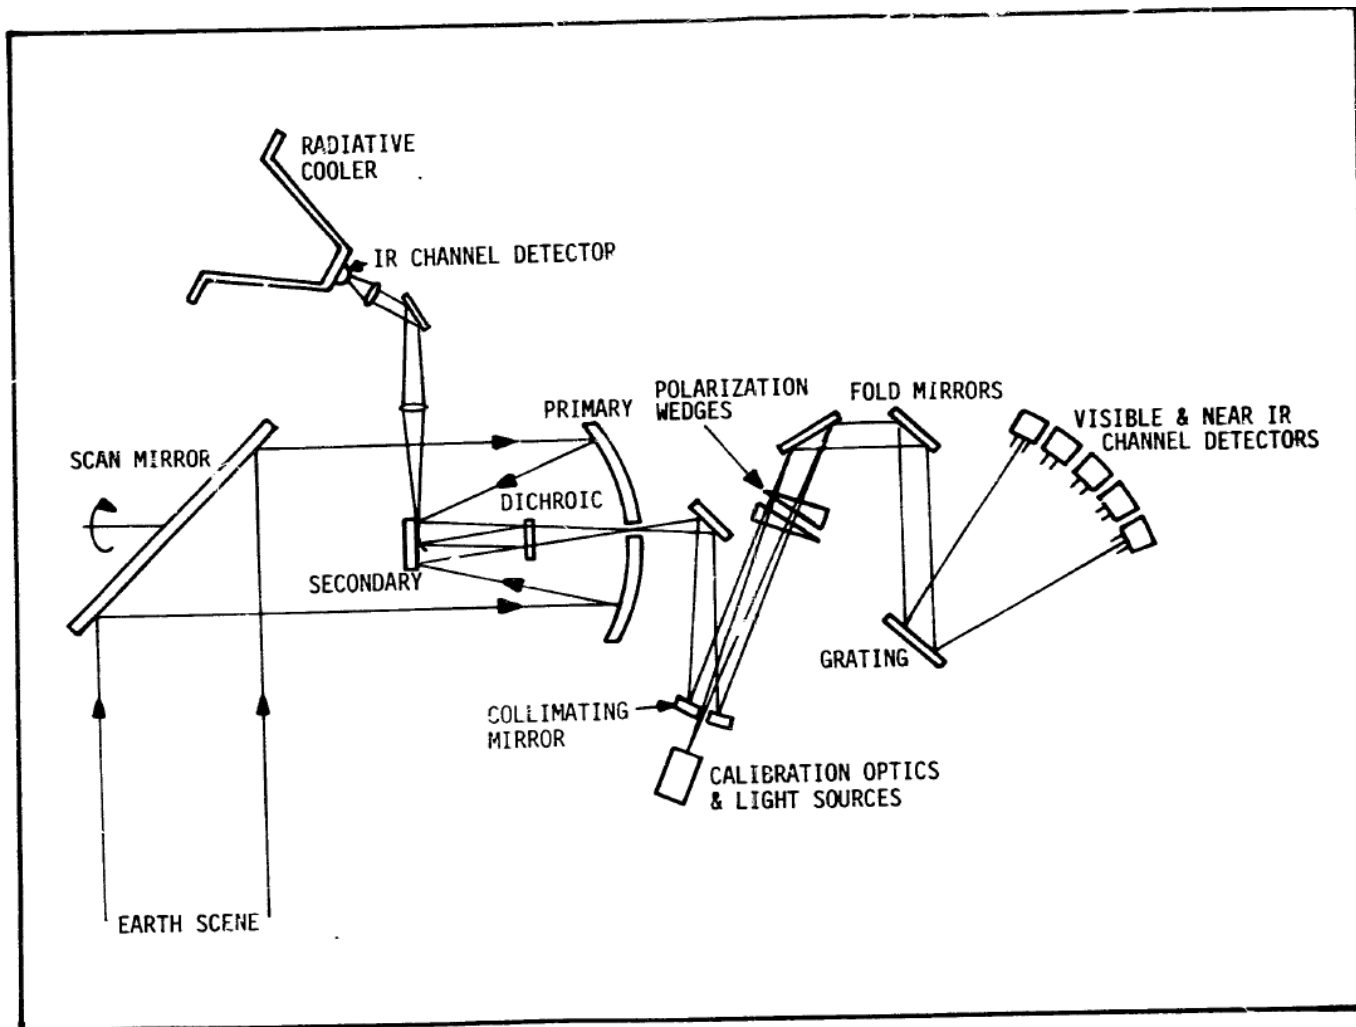 RADIATIVE
COOLER
IR CHANNEL DETECTOR
POLARIZATION
WEDGES
FOLD MIRRORS
PRIMARY
VISIBLE & NEAR IR
CHANNEL DETECTORS
SCAN MIRROR
DICHROIC
SECONDARY
GRATING
COLLIMATING
MIRROR
CALIBRATION OPTICS
& LIGHT SOURCES
EARTH SCENE